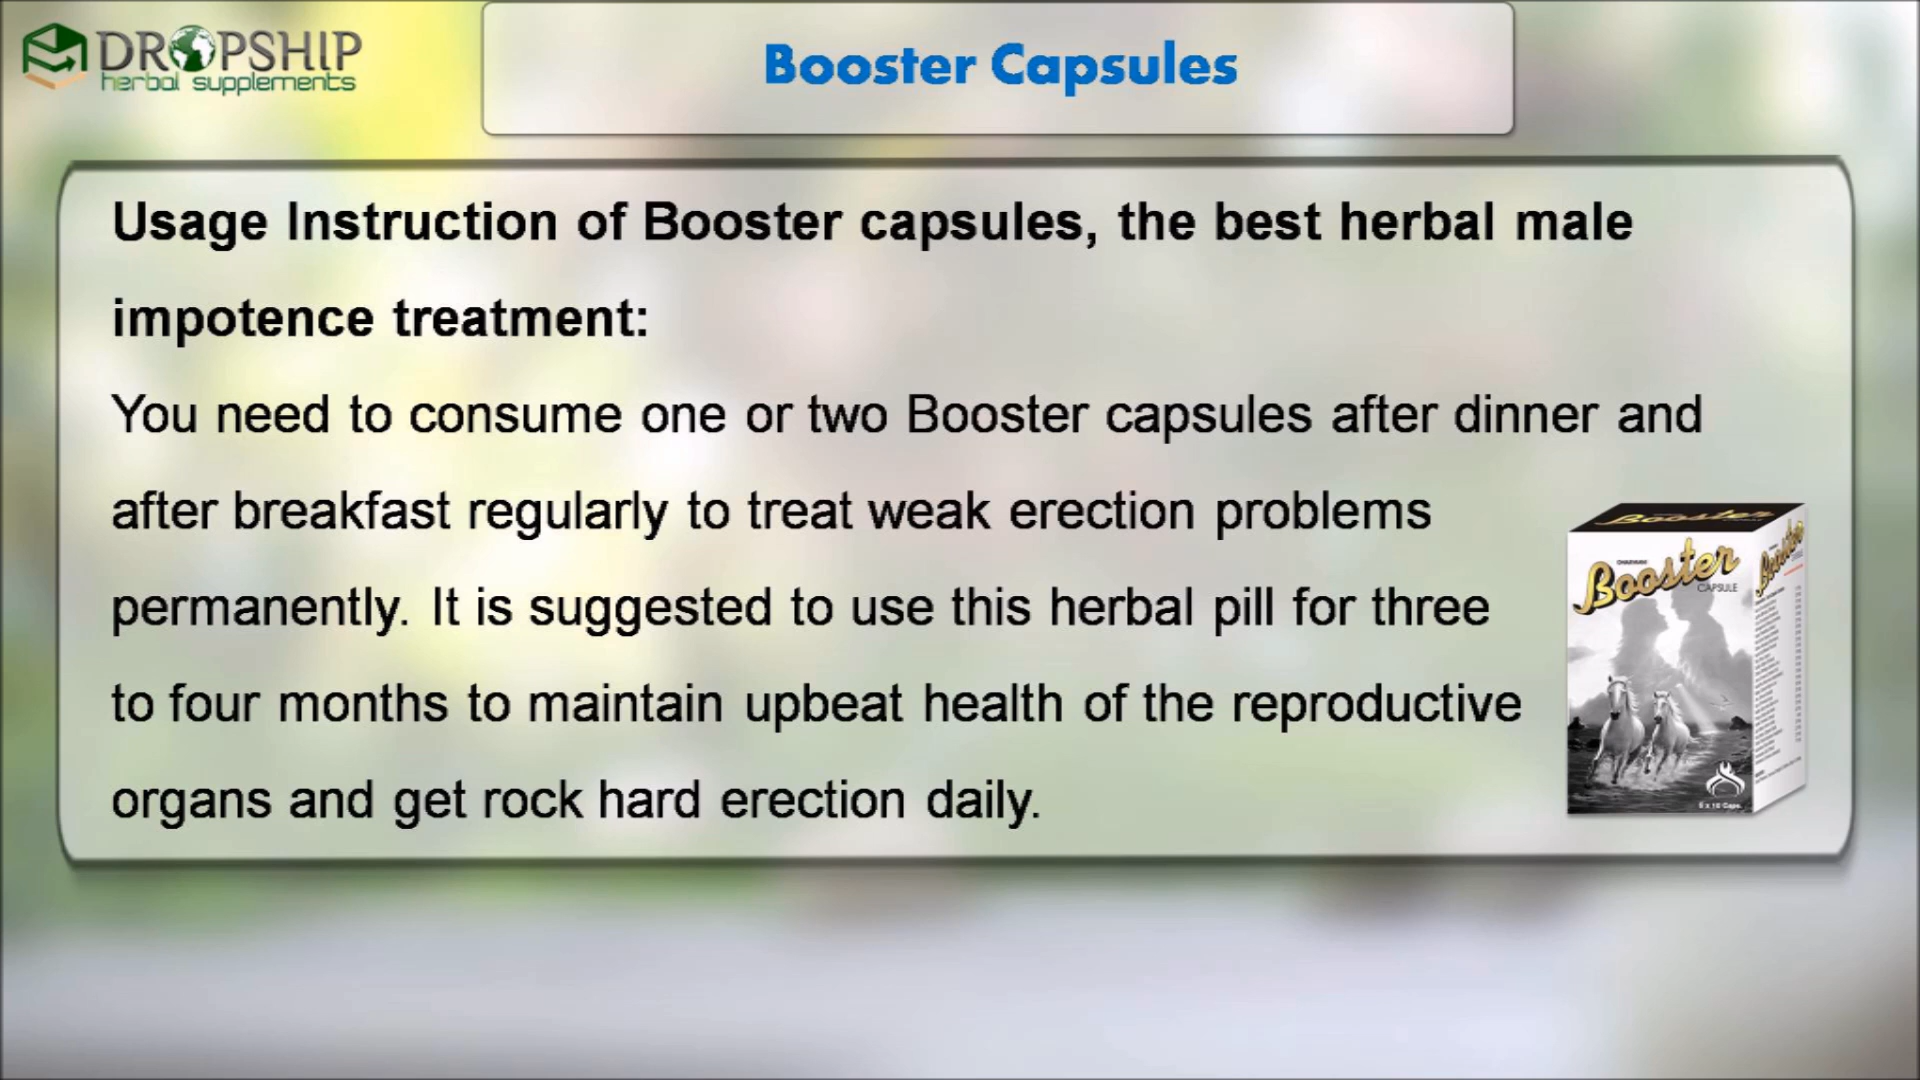 DROPSHIP
herbal supplements
Booster Capsules
Usage Instruction of Booster capsules, the best herbal male
impotence treatment:
You need to consume one or two Booster capsules after dinner and
after breakfast regularly to treat weak erection problems
permanently. It is suggested to use this herbal pill for three
to four months to maintain upbeat health of the reproductive
organs and get rock hard erection daily.
Booster
Booster
CAPSULE
Booster